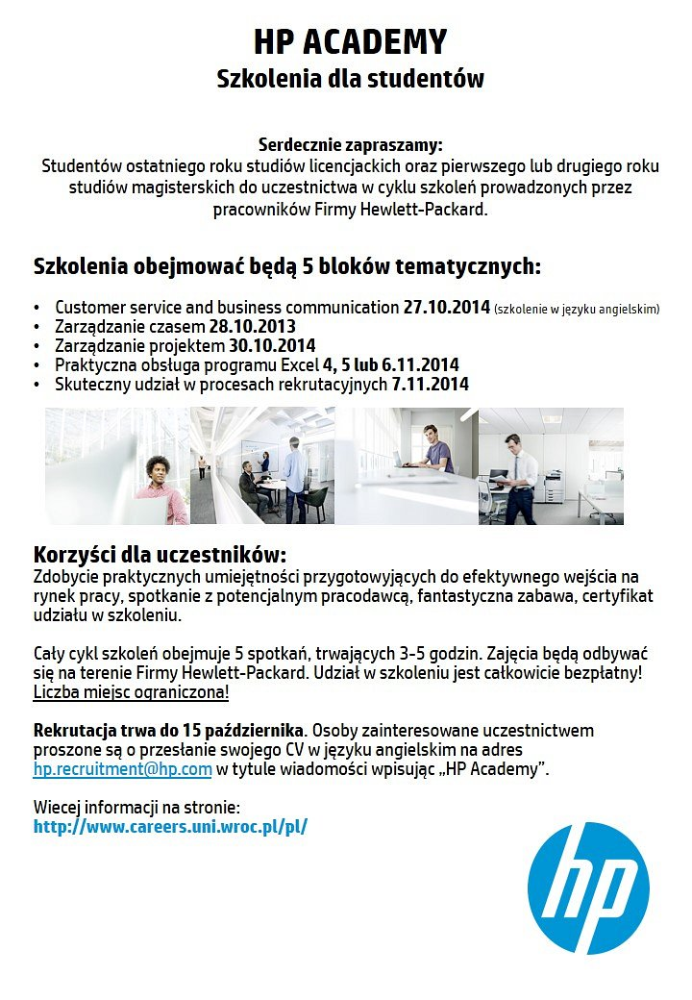 HP ACADEMY
Szkolenia dla studentów
Serdecznie zapraszamy:
Studentów ostatniego roku studiów licencjackich oraz pierwszego lub drugiego roku
studiów magisterskich do uczestnictwa w cyklu szkoleń prowadzonych przez
pracowników Firmy Hewlett-Packard.
Szkolenia obejmować będą 5 bloków tematycznych:
• Customer service and business communication 27.10.2014 (szkolenie w języku angielskim)
• Zarządzanie czasem 28.10.2013
• Zarządzanie projektem 30.10.2014
• Praktyczna obsługa programu Excel 4, 5 lub 6.11.2014
• Skuteczny udział w procesach rekrutacyjnych 7.11.2014
Korzyści dla uczestników:
Zdobycie praktycznych umiejętności przygotowyjących do efektywnego wejścia na
rynek pracy, spotkanie z potencjalnym pracodawcą, fantastyczna zabawa, certyfikat
udziału w szkoleniu.
Cały cykl szkoleń obejmuje 5 spotkań, trwających 3-5 godzin. Zajęcia będą odbywać
się na terenie Firmy Hewlett-Packard. Udział w szkoleniu jest całkowicie bezpłatny!
Liczba miejsc ograniczona!
Rekrutacja trwa do 15 października. Osoby zainteresowane uczestnictwem
proszone są o przesłanie swojego CV w języku angielskim na adres
hp.recruitment@hp.com w tytule wiadomości wpisując „HP Academy”.
Wiecej informacji na stronie:
http://www.careers.uni.wroc.pl/pl/
hp